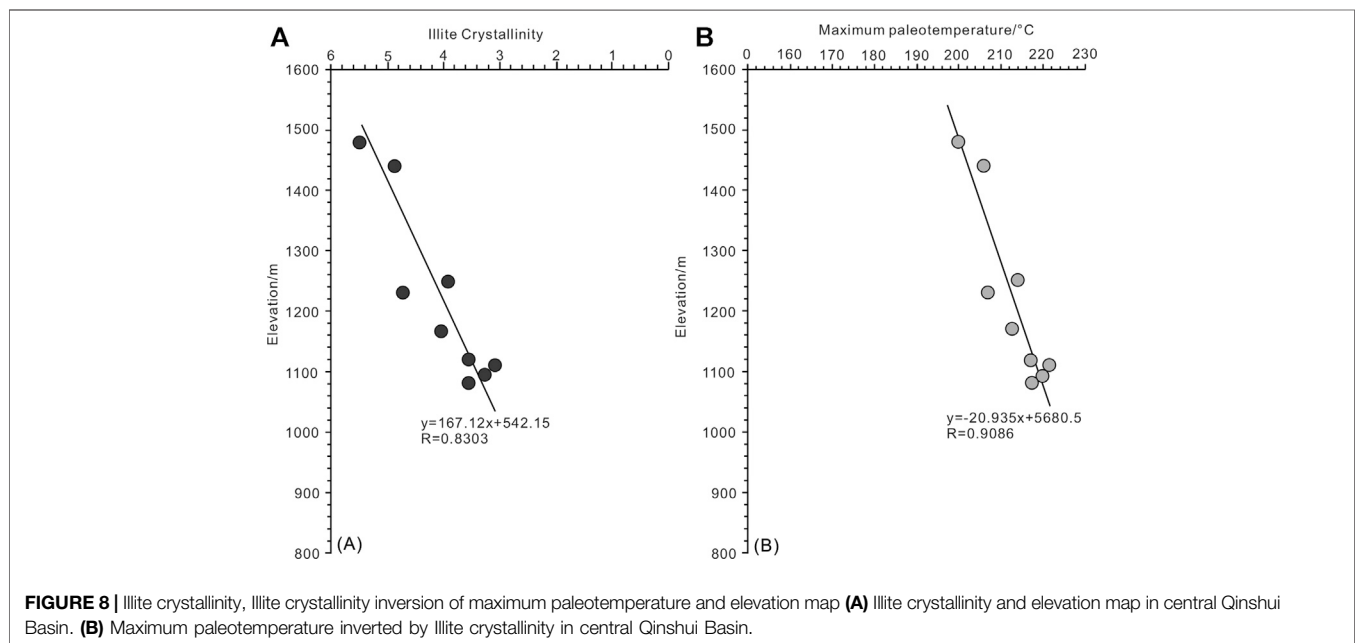 A
Illite Crystallinity
6 5 4 3 2 1 0
1600
1500
1400
1300
1200
1100
1000
900
800
Elevation/m
y=167.12x+542.15
R=0.8303
(A)
B
Maximum paleotemperature/°C
0 160 170 180 190 200 210 220 230
1600
1500
1400
1300
1200
1100
1000
900
800
Elevation/m
y=-20.935x+5680.5
R=0.9086
(B)
FIGURE 8 | Illite crystallinity, Illite crystallinity inversion of maximum paleotemperature and elevation map (A) Illite crystallinity and elevation map in central Qinshui
Basin. (B) Maximum paleotemperature inverted by Illite crystallinity in central Qinshui Basin.